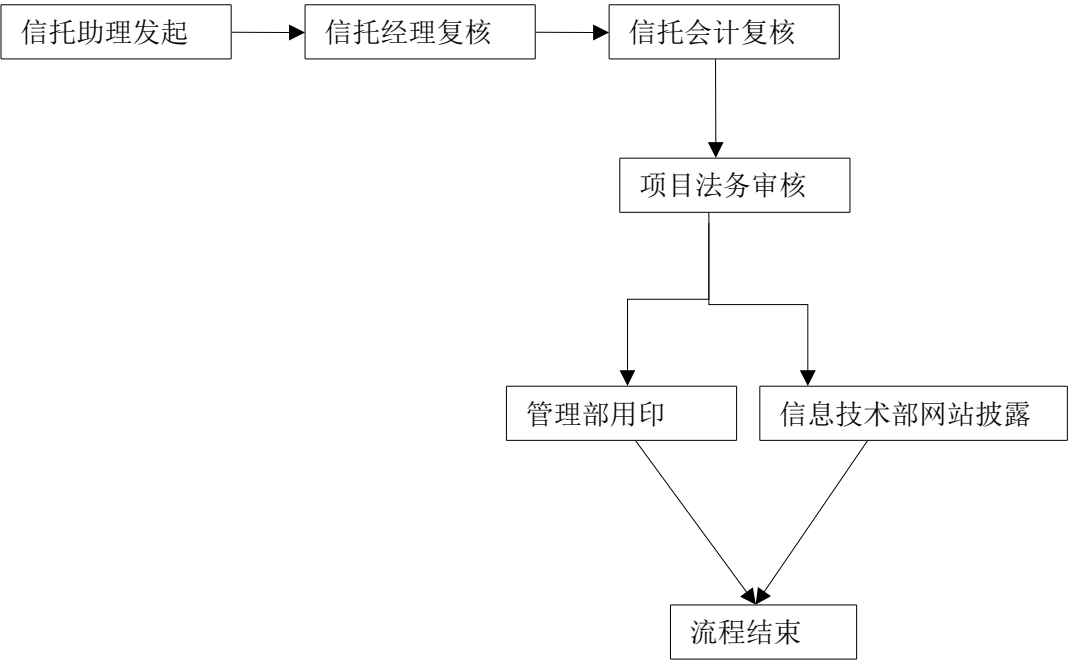 信托助理发起
信托经理复核
信托会计复核
项目法务审核
管理部用印
信息技术部网站披露
流程结束